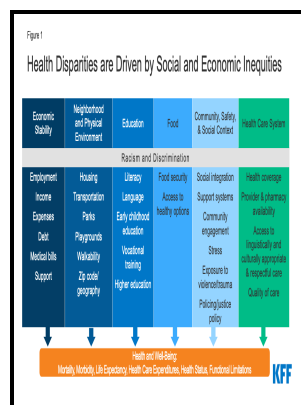 Figure 1
Health Disparities are Driven by Social and Economic Inequities
Economic
Stability
Neighborhood
and Physical
Environment
Education
Food
Community, Safety,
& Social Context
Health Care System
Racism and Discrimination
Employment
Income
Expenses
Debt
Medical bills
Support
Housing
Transportation
Parks
Playgrounds
Walkability
Zip code/
geography
Literacy
Language
Early childhood
education
Vocational
training
Higher education
Food security
Access to
healthy options
Social integration
Support systems
Community
engagement
Stress
Exposure to
violence/trauma
Policing/justice
policy
Health coverage
Provider & pharmacy
availability
Access to
linguistically and
culturally appropriate
& respectful care
Quality of care
Health and Well-Being:
Mortality, Morbidity, Life Expectancy, Health Care Expenditures, Health Status, Functional Limitations
KFF